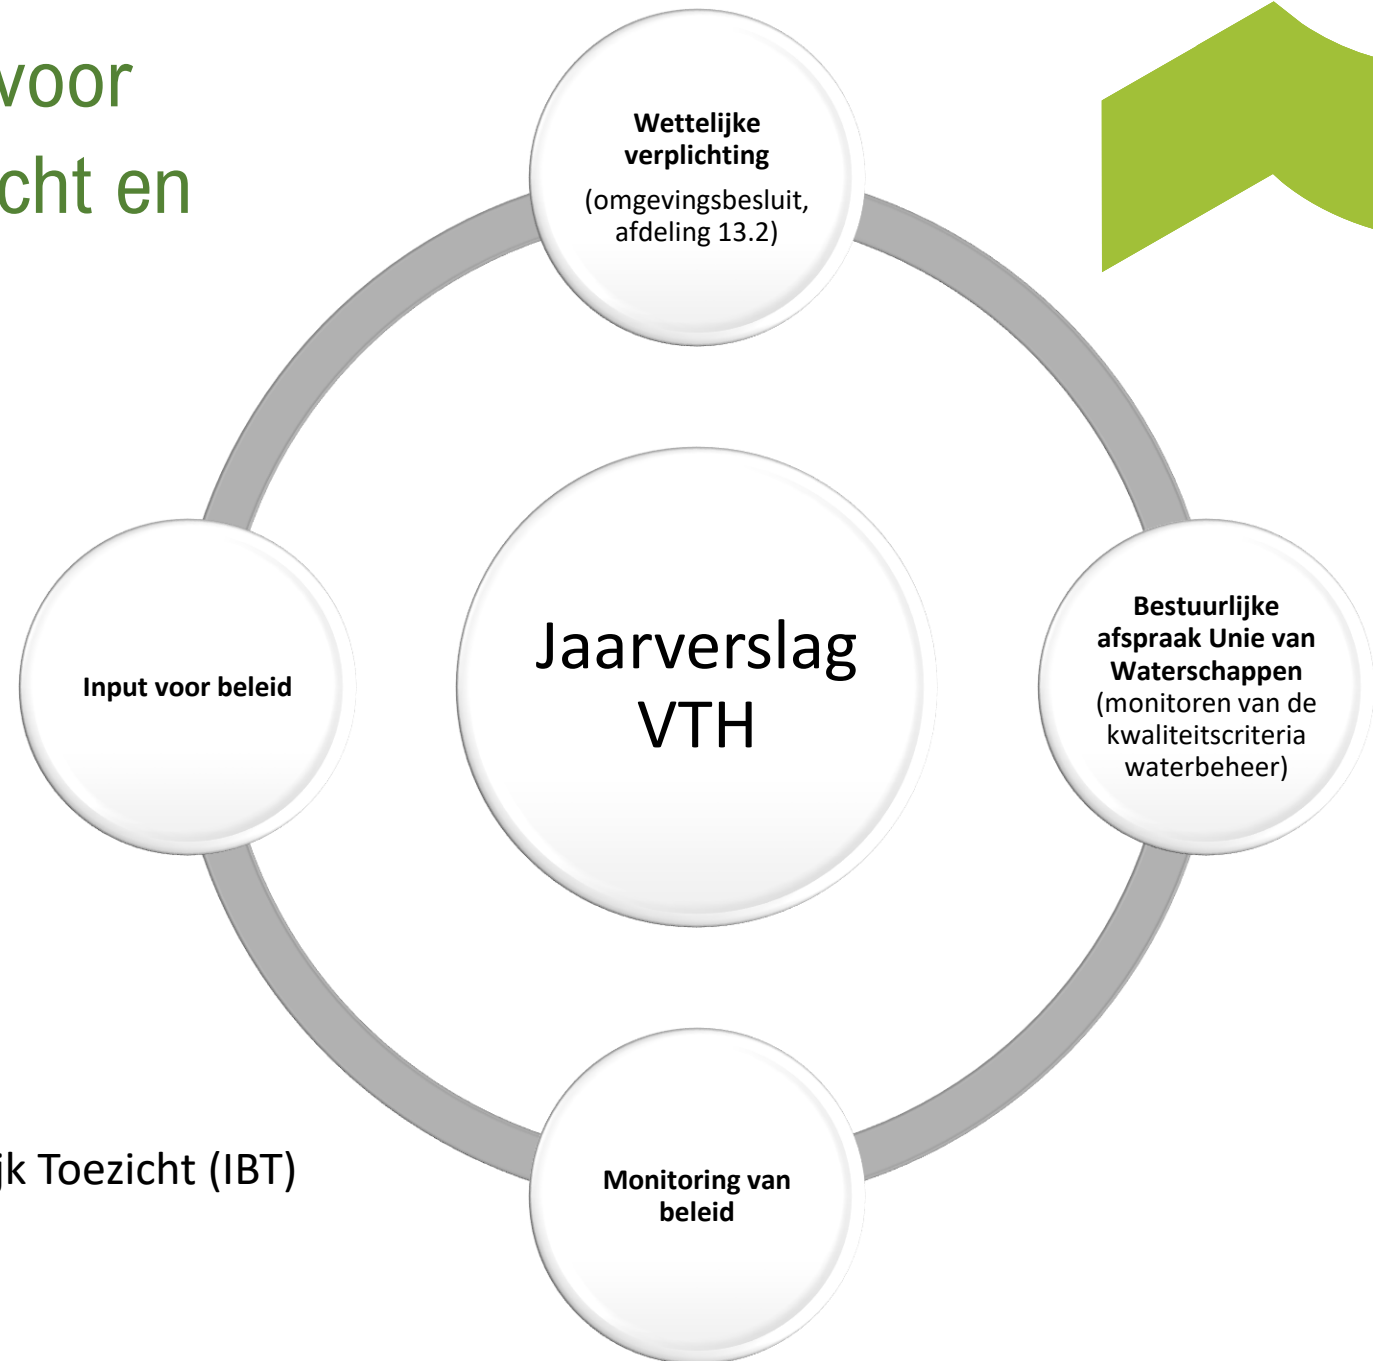 voor
cht en
Wettelijke
verplichting
(omgevingsbesluit,
afdeling 13.2)
Jaarverslag
VTH
Bestuurlijke
afspraak Unie van
Waterschappen
(monitoren van de
kwaliteitscriteria
waterbeheer)
Input voor beleid
Monitoring van
beleid
jk Toezicht (IBT)